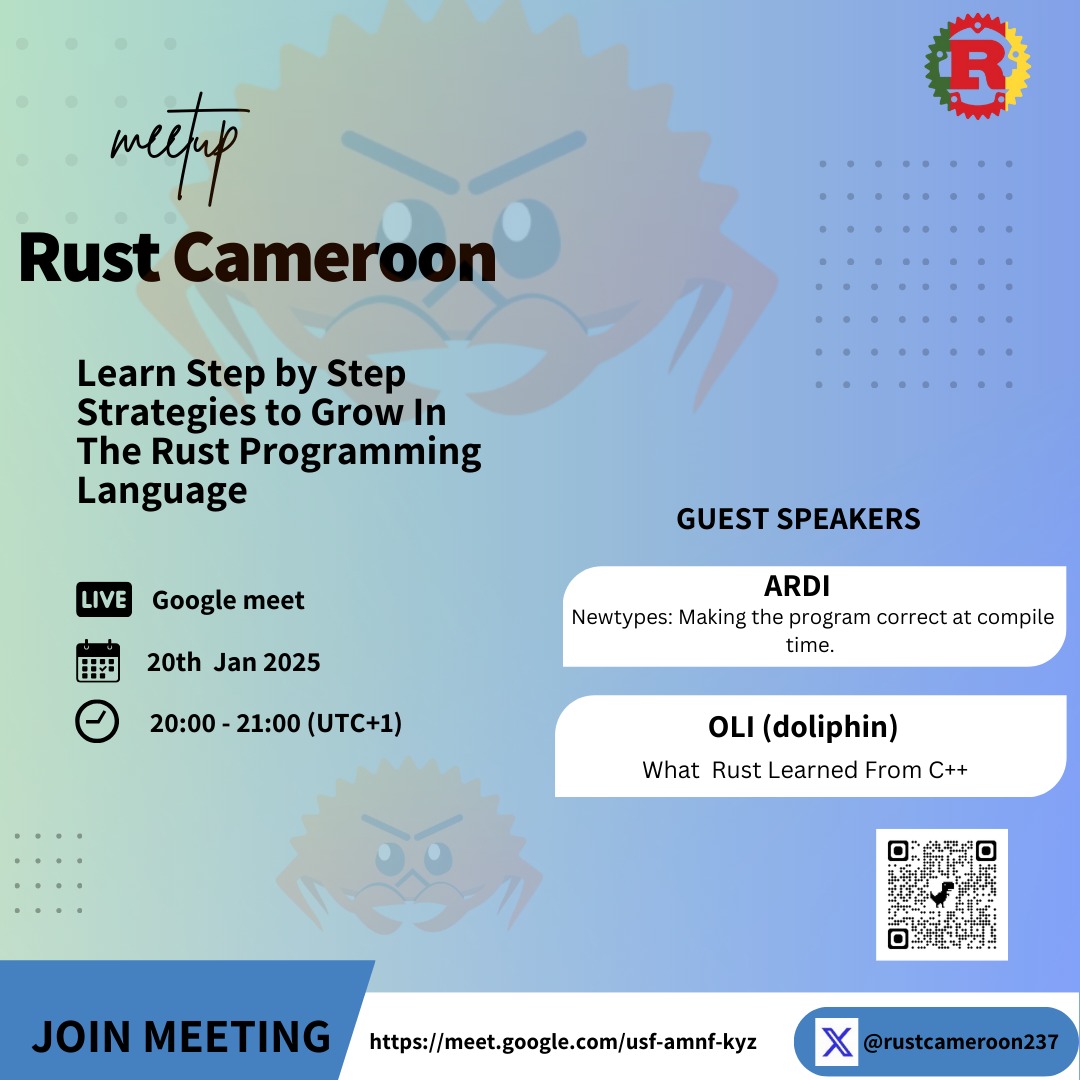 R
meetup
Rust Cameroon
Learn Step by Step
Strategies to Grow In
The Rust Programming
Language
LIVE Google meet
20th Jan 2025
20:00 - 21:00 (UTC+1)
GUEST SPEAKERS
ARDI
Newtypes: Making the program correct at compile
time.
OLI (doliphin)
What Rust Learned From C++
JOIN MEETING
https://meet.google.com/usf-amnf-kyz
X @rustcameroon237